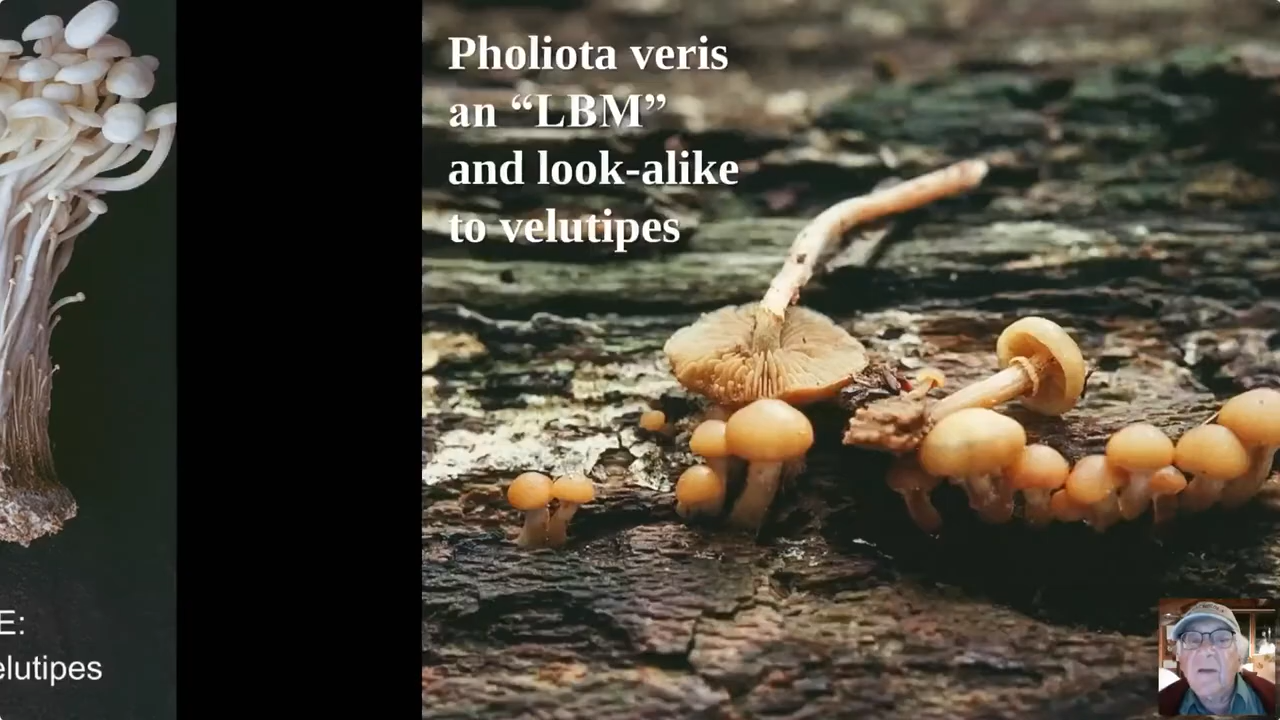 Pholiota veris
an “LBM”
and look-alike
to velutipes
E:
elutipes